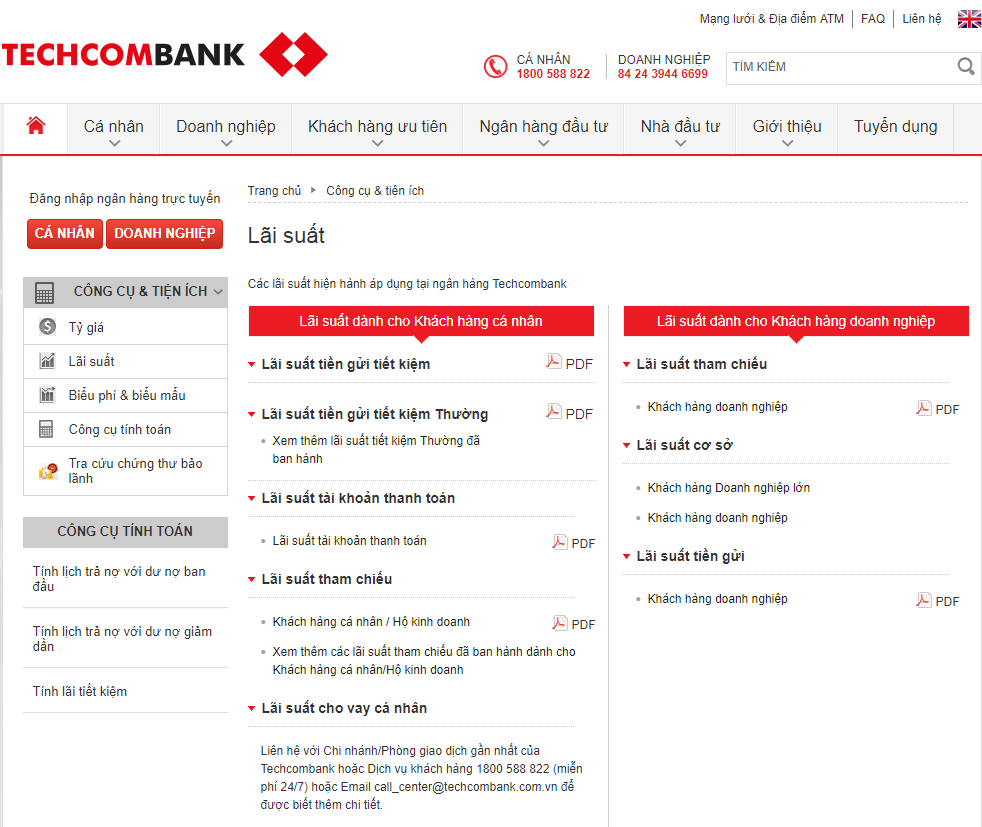 Mạng lưới & Địa điểm ATM
FAQ
Liên hệ
TECHCOMBANK
CÁ NHÂN
1800 588 822
DOANH NGHIỆP
84 24 3944 6699
TÌM KIẾM
Cá nhân
Doanh nghiệp
Khách hàng ưu tiên
Ngân hàng đầu tư
Nhà đầu tư
Giới thiệu
Tuyển dụng
Đăng nhập ngân hàng trực tuyến
CÁ NHÂN
DOANH NGHIỆP
CÔNG CỤ & TIỆN ÍCH
Tỷ giá
Lãi suất
Biểu phí & biểu mẫu
Công cụ tính toán
Tra cứu chứng thư bảo
lãnh
CÔNG CỤ TÍNH TOÁN
Tính lịch trả nợ với dư nợ ban
đầu
Tính lịch trả nợ với dư nợ giảm
dần
Tính lãi tiết kiệm
Trang chủ
Công cụ & tiện ích
Lãi suất
Các lãi suất hiện hành áp dụng tại ngân hàng Techcombank
Lãi suất dành cho Khách hàng cá nhân
Lãi suất tiền gửi tiết kiệm
PDF
Lãi suất tiền gửi tiết kiệm Thường
PDF
Xem thêm lãi suất tiết kiệm Thường đã
ban hành
Lãi suất tài khoản thanh toán
Lãi suất tài khoản thanh toán
PDF
Lãi suất tham chiếu
Khách hàng cá nhân / Hộ kinh doanh
PDF
Xem thêm các lãi suất tham chiếu đã ban hành dành cho
Khách hàng cá nhân/Hộ kinh doanh
Lãi suất cho vay cá nhân
Liên hệ với Chi nhánh/Phòng giao dịch gần nhất của
Techcombank hoặc Dịch vụ khách hàng 1800 588 822 (miễn
phí 24/7) hoặc Email call_center@techcombank.com.vn để
được biết thêm chi tiết.
Lãi suất dành cho Khách hàng doanh nghiệp
Lãi suất tham chiếu
Khách hàng doanh nghiệp
PDF
Lãi suất cơ sở
Khách hàng Doanh nghiệp lớn
Khách hàng doanh nghiệp
Lãi suất tiền gửi
Khách hàng doanh nghiệp
PDF